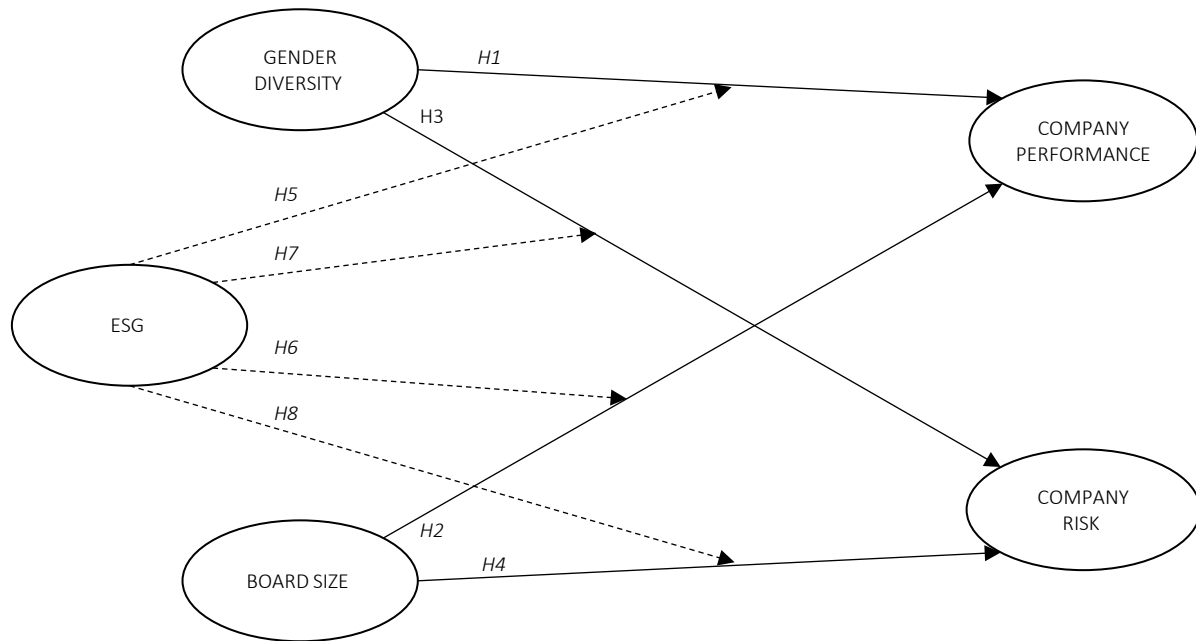 GENDER
DIVERSITY
H1
COMPANY
PERFORMANCE
H3
H5
H7
ESG
H6
H8
COMPANY
RISK
H2
H4
BOARD SIZE